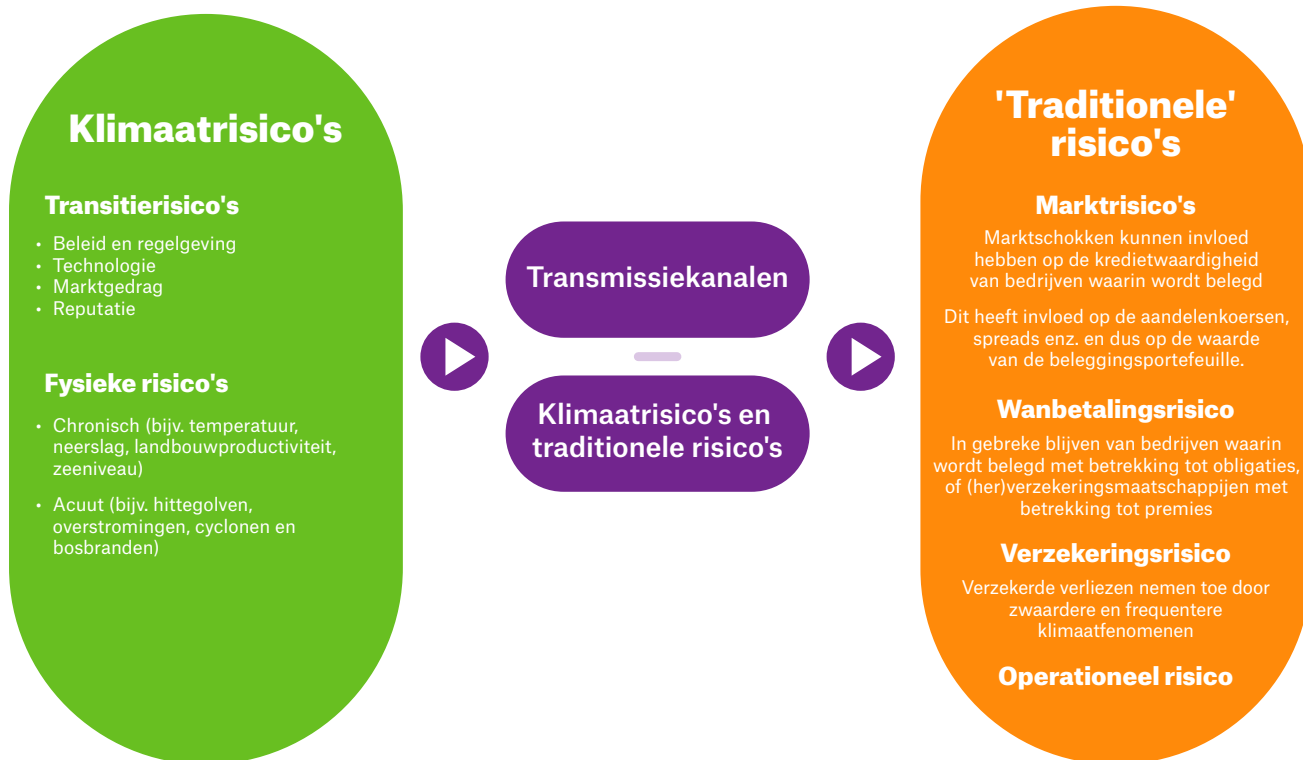 Klimaatrisico's
Transitierisico's
• Beleid en regelgeving
• Technologie
• Marktgedrag
• Reputatie
Fysieke risico's
• Chronisch (bijv. temperatuur,
neerslag, landbouwproductiviteit,
zeeniveau)
• Acuut (bijv. hittegolven,
overstromingen, cyclonen en
bosbranden)
Transmissiekanalen
Klimaatrisico's en
traditionele risico's
'Traditionele'
risico's
Marktrisico's
Marktschokken kunnen invloed
hebben op de kredietwaardigheid
van bedrijven waarin wordt belegd
Dit heeft invloed op de aandelenkoersen,
spreads enz. en dus op de waarde
van de beleggingsportefeuille.
Wanbetalingsrisico
In gebreke blijven van bedrijven waarin
wordt belegd met betrekking tot obligaties,
of (her)verzekeringsmaatschappijen met
betrekking tot premies
Verzekeringsrisico
Verzekerde verliezen nemen toe door
zwaardere en frequentere
klimaatfenomenen
Operationeel risico